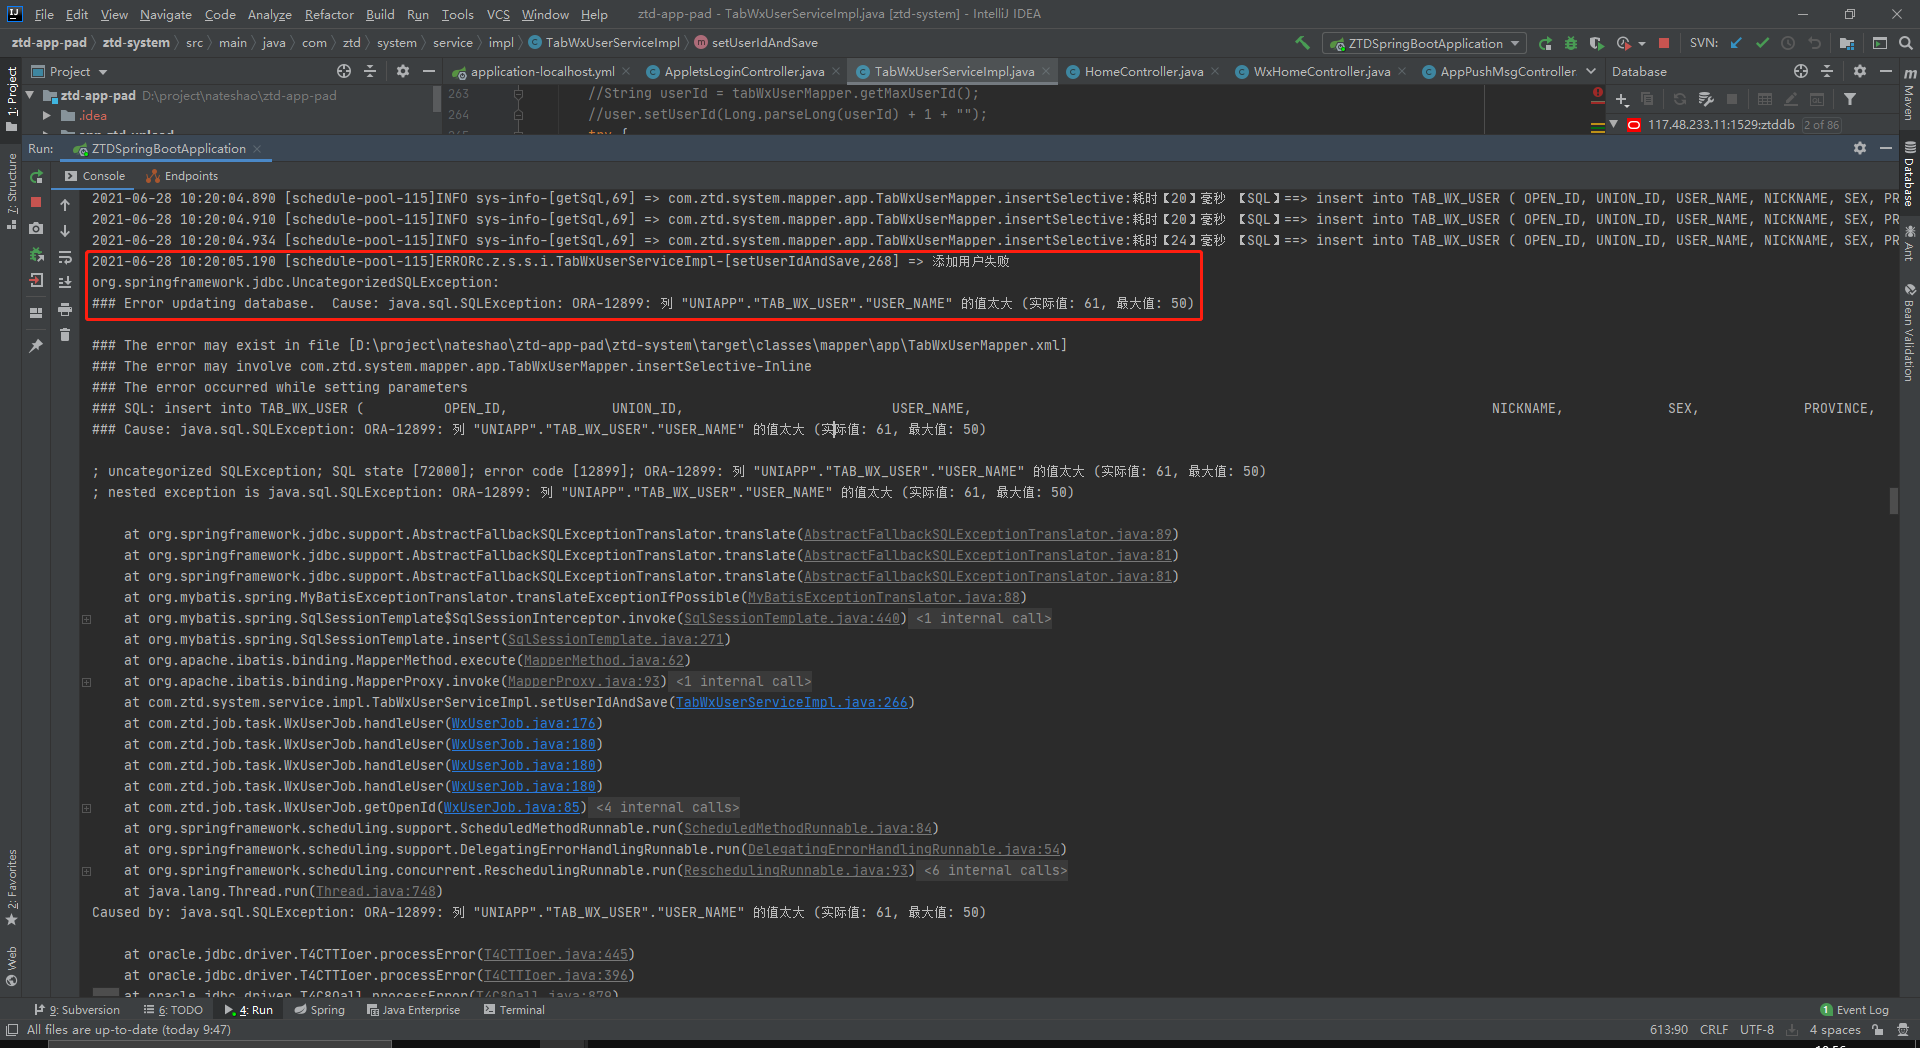 File Edit View Navigate Code Analyze Refactor Build Run Tools VCS Window Help ztd-app-pad - TabWxUserServiceImpl.java [ztd-system] - IntelliJ IDEA
ztd-app-pad ztd-system src main java com ztd system service impl TabWxUserServiceImpl setUserIdAndSave ZTDSpringBootApplication SVN:
Project application-localhost.yml AppletsLoginController.java TabWxUserServiceImpl.java HomeController.java WxHomeController.java AppPushMsgController Database
ztd-app-pad D:\project\nateshao\ztd-app-pad 263 //String userId = tabWxUserMapper.getMaxUserId();
.idea 264 //user.setUserId(Long.parseLong(userId) + 1 + "");
117.48.233.11:1529:ztddb 2 of 86
Run: ZTDSpringBootApplication
Console Endpoints
2021-06-28 10:20:04.890 [schedule-pool-115]INFO sys-info-[getSql,69] => com.ztd.system.mapper.app.TabWxUserMapper.insertSelective:耗时【20】毫秒 【SQL】==> insert into TAB_WX_USER ( OPEN_ID, UNION_ID, USER_NAME, NICKNAME, SEX, PR
2021-06-28 10:20:04.910 [schedule-pool-115]INFO sys-info-[getSql,69] => com.ztd.system.mapper.app.TabWxUserMapper.insertSelective:耗时【20】毫秒 【SQL】==> insert into TAB_WX_USER ( OPEN_ID, UNION_ID, USER_NAME, NICKNAME, SEX, PR
2021-06-28 10:20:04.934 [schedule-pool-115]INFO sys-info-[getSql,69] => com.ztd.system.mapper.app.TabWxUserMapper.insertSelective:耗时【24】毫秒 【SQL】==> insert into TAB_WX_USER ( OPEN_ID, UNION_ID, USER_NAME, NICKNAME, SEX, PR
2021-06-28 10:20:05.190 [schedule-pool-115]ERRORc.z.s.s.i.TabWxUserServiceImpl-[setUserIdAndSave,268] => 添加用户失败
org.springframework.jdbc.UncategorizedSQLException:
### Error updating database.  Cause: java.sql.SQLException: ORA-12899: 列 "UNIAPP"."TAB_WX_USER"."USER_NAME" 的值太大 (实际值: 61, 最大值: 50)
### The error may exist in file [D:\project\nateshao\ztd-app-pad\ztd-system\target\classes\mapper\app\TabWxUserMapper.xml]
### The error may involve com.ztd.system.mapper.app.TabWxUserMapper.insertSelective-Inline
### The error occurred while setting parameters
### SQL: insert into TAB_WX_USER ( OPEN_ID, UNION_ID, USER_NAME, NICKNAME, SEX, PROVINCE,
### Cause: java.sql.SQLException: ORA-12899: 列 "UNIAPP"."TAB_WX_USER"."USER_NAME" 的值太大 (实际值: 61, 最大值: 50)
; uncategorized SQLException; SQL state [72000]; error code [12899]; ORA-12899: 列 "UNIAPP"."TAB_WX_USER"."USER_NAME" 的值太大 (实际值: 61, 最大值: 50)
; nested exception is java.sql.SQLException: ORA-12899: 列 "UNIAPP"."TAB_WX_USER"."USER_NAME" 的值太大 (实际值: 61, 最大值: 50)
at org.springframework.jdbc.support.AbstractFallbackSQLExceptionTranslator.translate(AbstractFallbackSQLExceptionTranslator.java:89)
at org.springframework.jdbc.support.AbstractFallbackSQLExceptionTranslator.translate(AbstractFallbackSQLExceptionTranslator.java:81)
at org.springframework.jdbc.support.AbstractFallbackSQLExceptionTranslator.translate(AbstractFallbackSQLExceptionTranslator.java:81)
at org.mybatis.spring.MyBatisExceptionTranslator.translateExceptionIfPossible(MyBatisExceptionTranslator.java:88)
at org.mybatis.spring.SqlSessionTemplate$SqlSessionInterceptor.invoke(SqlSessionTemplate.java:440) <1 internal call>
at org.mybatis.spring.SqlSessionTemplate.insert(SqlSessionTemplate.java:271)
at org.apache.ibatis.binding.MapperMethod.execute(MapperMethod.java:62)
at org.apache.ibatis.binding.MapperProxy.invoke(MapperProxy.java:93) <1 internal call>
at com.ztd.system.service.impl.TabWxUserServiceImpl.setUserIdAndSave(TabWxUserServiceImpl.java:266)
at com.ztd.job.task.WxUserJob.handleUser(WxUserJob.java:176)
at com.ztd.job.task.WxUserJob.handleUser(WxUserJob.java:180)
at com.ztd.job.task.WxUserJob.handleUser(WxUserJob.java:180)
at com.ztd.job.task.WxUserJob.handleUser(WxUserJob.java:180)
at com.ztd.job.task.WxUserJob.getOpenId(WxUserJob.java:85) <4 internal calls>
at org.springframework.scheduling.support.ScheduledMethodRunnable.run(ScheduledMethodRunnable.java:84)
at org.springframework.scheduling.support.DelegatingErrorHandlingRunnable.run(DelegatingErrorHandlingRunnable.java:54)
at org.springframework.scheduling.concurrent.ReschedulingRunnable.run(ReschedulingRunnable.java:93) <6 internal calls>
at java.lang.Thread.run(Thread.java:748)
Caused by: java.sql.SQLException: ORA-12899: 列 "UNIAPP"."TAB_WX_USER"."USER_NAME" 的值太大 (实际值: 61, 最大值: 50)
at oracle.jdbc.driver.T4CTTIoer.processError(T4CTTIoer.java:445)
at oracle.jdbc.driver.T4CTTIoer.processError(T4CTTIoer.java:396)
at oracle.jdbc.driver.T4C8Oall.processError(T4C8Oall.java:879)
1: Project
7: Structure
2: Favorites
Web
Maven
Database
Ant
Bean Validation
9: Subversion 6: TODO 4: Run Spring Java Enterprise Terminal 1 Event Log
All files are up-to-date (today 9:47) 613:90 CRLF UTF-8 4 spaces